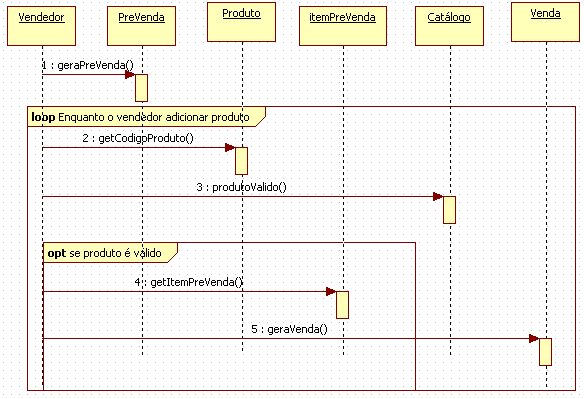 Vendedor
PreVenda
Produto
itemPreVenda
Catálogo
Venda
1 : geraPreVenda()
loop Enquanto o vendedor adicionar produto
2 : getCodigoProduto()
3 : produtoValido()
opt se produto é válido
4 : getItemPreVenda()
5 : geraVenda()